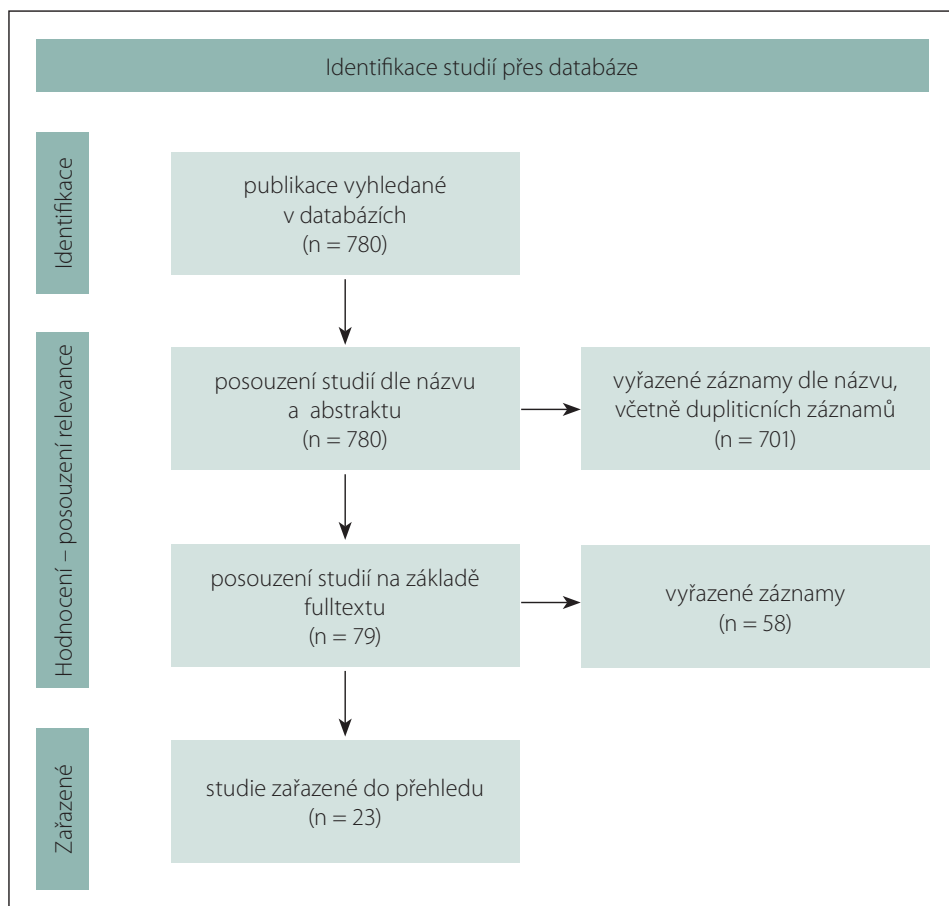 Identifikace studií přes databáze
Identifikace
publikace vyhledané
v databázích
(n = 780)
Hodnocení – posouzení relevance
posouzení studií dle názvu
a abstraktu
(n = 780)
vyřazené záznamy dle názvu,
včetně dupliticních záznamů
(n = 701)
posouzení studií na základě
fulltextu
(n = 79)
vyřazené záznamy
(n = 58)
Zařazené
studie zařazené do přehledu
(n = 23)